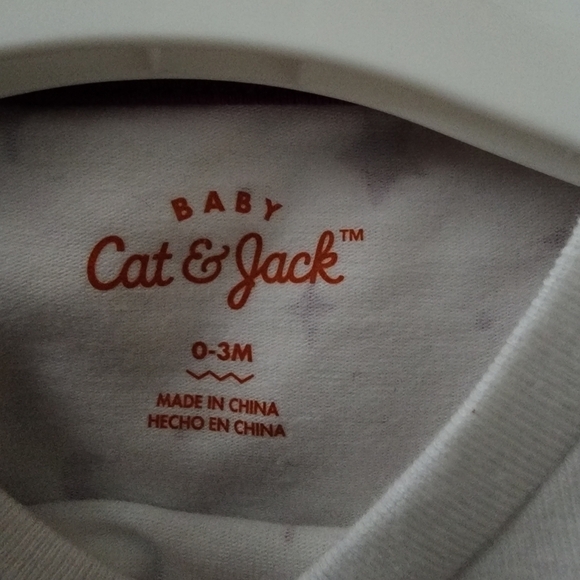 BABY
Cat & Jack™
0-3M
MADE IN CHINA
HECHO EN CHINA